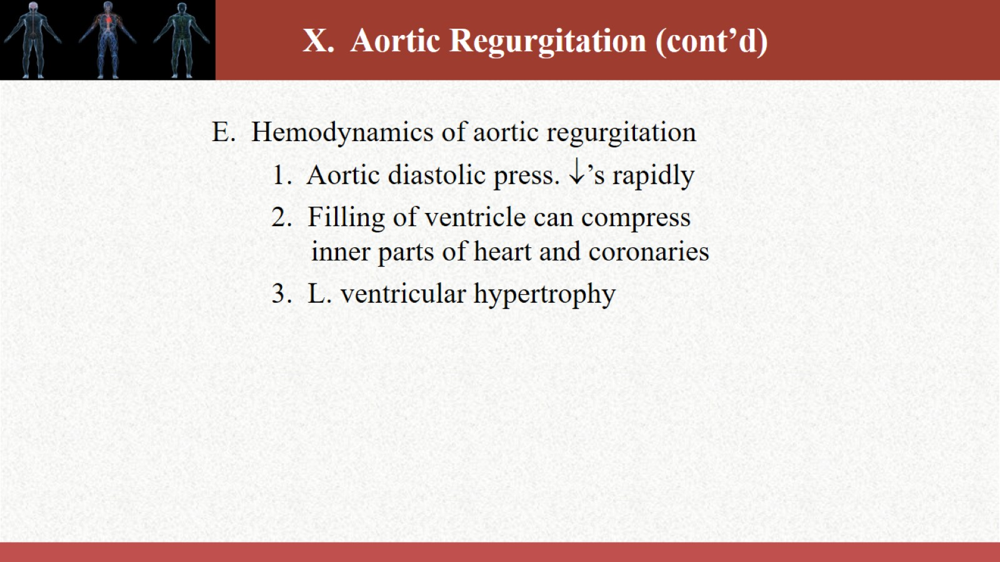 X. Aortic Regurgitation (cont’d)
E. Hemodynamics of aortic regurgitation
1. Aortic diastolic press. ↓’s rapidly
2. Filling of ventricle can compress
inner parts of heart and coronaries
3. L. ventricular hypertrophy